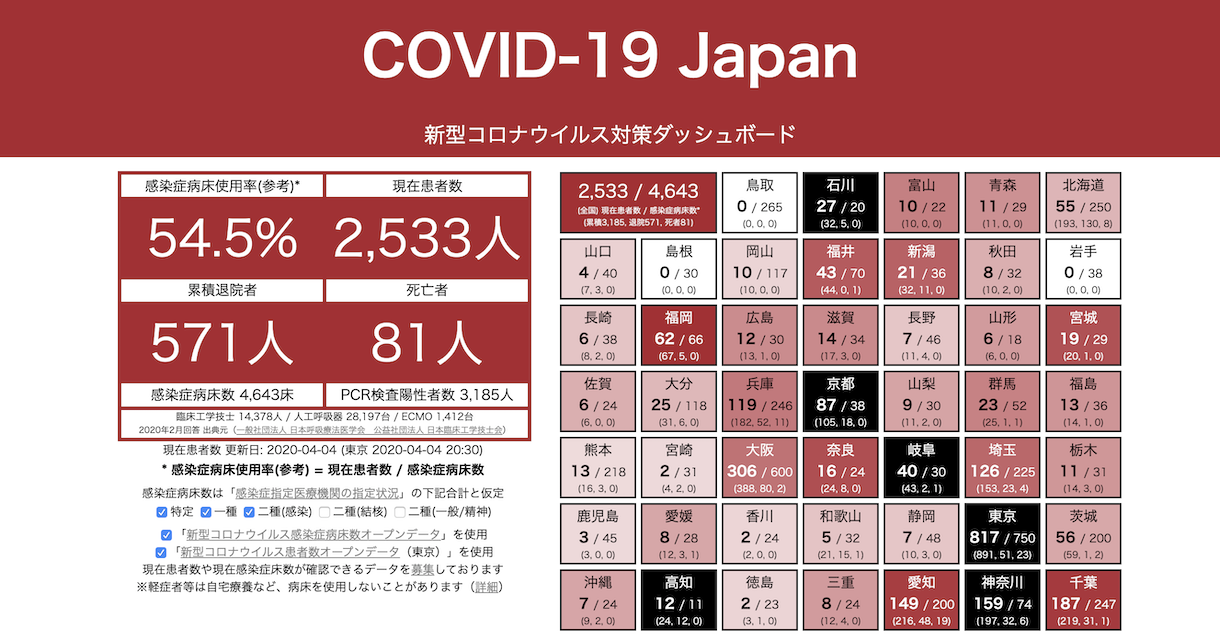 COVID-19 Japan
新型コロナウイルス対策ダッシュボード
感染症病床使用率(参考)*
現在患者数
54.5%
2,533人
累積退院者
死亡者
571人
81人
感染症病床数 4,643床
PCR検査陽性者数 3,185人
臨床工学技士 14,378人 / 人工呼吸器 28,197台 / ECMO 1,412台
2020年2月回答 出典元（一般社団法人 日本呼吸療法医学会　公益社団法人 日本臨床工学技士会）
現在患者数 更新日: 2020-04-04 (東京 2020-04-04 20:30)
* 感染症病床使用率(参考) = 現在患者数 / 感染症病床数
感染症病床数は「感染症指定医療機関の指定状況」の下記合計と仮定
特定 一種 二種(感染) 二種(結核) 二種(一般/精神)
「新型コロナウイルス感染症病床数オープンデータ」を使用
「新型コロナウイルス患者数オープンデータ（東京）」を使用
現在患者数や現在感染症床数が確認できるデータを募集しております
※軽症者等は自宅療養など、病床を使用しないことがあります（詳細）
2,533 / 4,643
(全国) 現在患者数 / 感染症病床数*
(累積3,185, 退院571, 死者81)
鳥取
0 / 265
(0, 0, 0)
石川
27 / 20
(32, 5, 0)
富山
10 / 22
(10, 0, 0)
青森
11 / 29
(11, 0, 0)
北海道
55 / 250
(193, 130, 8)
山口
4 / 40
(7, 3, 0)
島根
0 / 30
(0, 0, 0)
岡山
10 / 117
(10, 0, 0)
福井
43 / 70
(44, 0, 1)
新潟
21 / 36
(32, 11, 0)
秋田
8 / 32
(10, 2, 0)
岩手
0 / 38
(0, 0, 0)
長崎
6 / 38
(8, 2, 0)
福岡
62 / 66
(67, 5, 0)
広島
12 / 30
(13, 1, 0)
滋賀
14 / 34
(17, 3, 0)
長野
7 / 46
(11, 4, 0)
山形
6 / 18
(6, 0, 0)
宮城
19 / 29
(20, 1, 0)
佐賀
6 / 24
(6, 0, 0)
大分
25 / 118
(31, 6, 0)
兵庫
119 / 246
(182, 52, 11)
京都
87 / 38
(105, 18, 0)
山梨
9 / 30
(11, 2, 0)
群馬
23 / 52
(25, 1, 1)
福島
13 / 36
(14, 1, 0)
熊本
13 / 218
(16, 3, 0)
宮崎
2 / 31
(4, 2, 0)
大阪
306 / 600
(388, 80, 2)
奈良
16 / 24
(24, 8, 0)
岐阜
40 / 30
(43, 2, 1)
埼玉
126 / 225
(153, 23, 4)
栃木
11 / 31
(14, 3, 0)
鹿児島
3 / 45
(3, 0, 0)
愛媛
8 / 28
(12, 3, 1)
香川
2 / 24
(2, 0, 0)
和歌山
5 / 32
(21, 15, 1)
静岡
7 / 48
(10, 3, 0)
東京
817 / 750
(891, 51, 23)
茨城
56 / 200
(59, 1, 2)
沖縄
7 / 24
(9, 2, 0)
高知
12 / 11
(24, 12, 0)
徳島
2 / 23
(3, 1, 0)
三重
8 / 24
(12, 4, 0)
愛知
149 / 200
(216, 48, 19)
神奈川
159 / 74
(197, 32, 6)
千葉
187 / 247
(219, 31, 1)